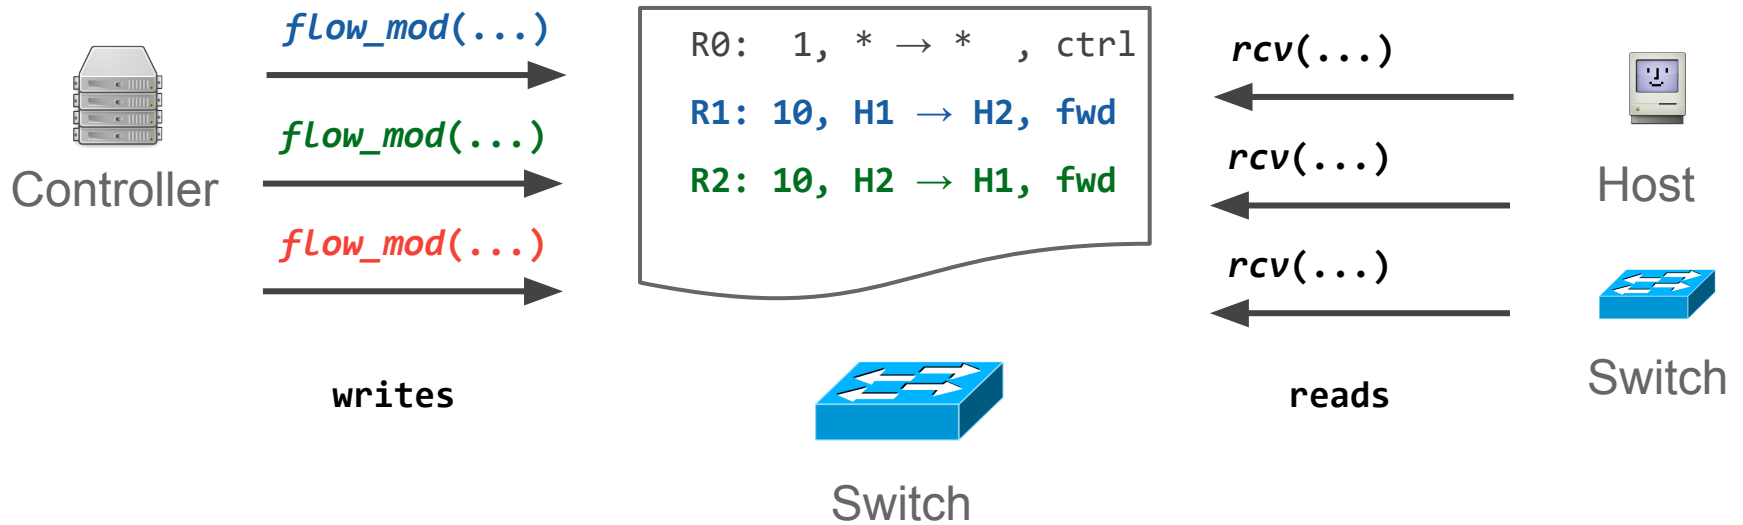 flow_mod(...)
flow_mod(...)
flow_mod(...)
Controller
writes
R0: 1, * → * , ctrl
R1: 10, H1 → H2, fwd
R2: 10, H2 → H1, fwd
Switch
rcv(...)
rcv(...)
rcv(...)
reads
Host
Switch